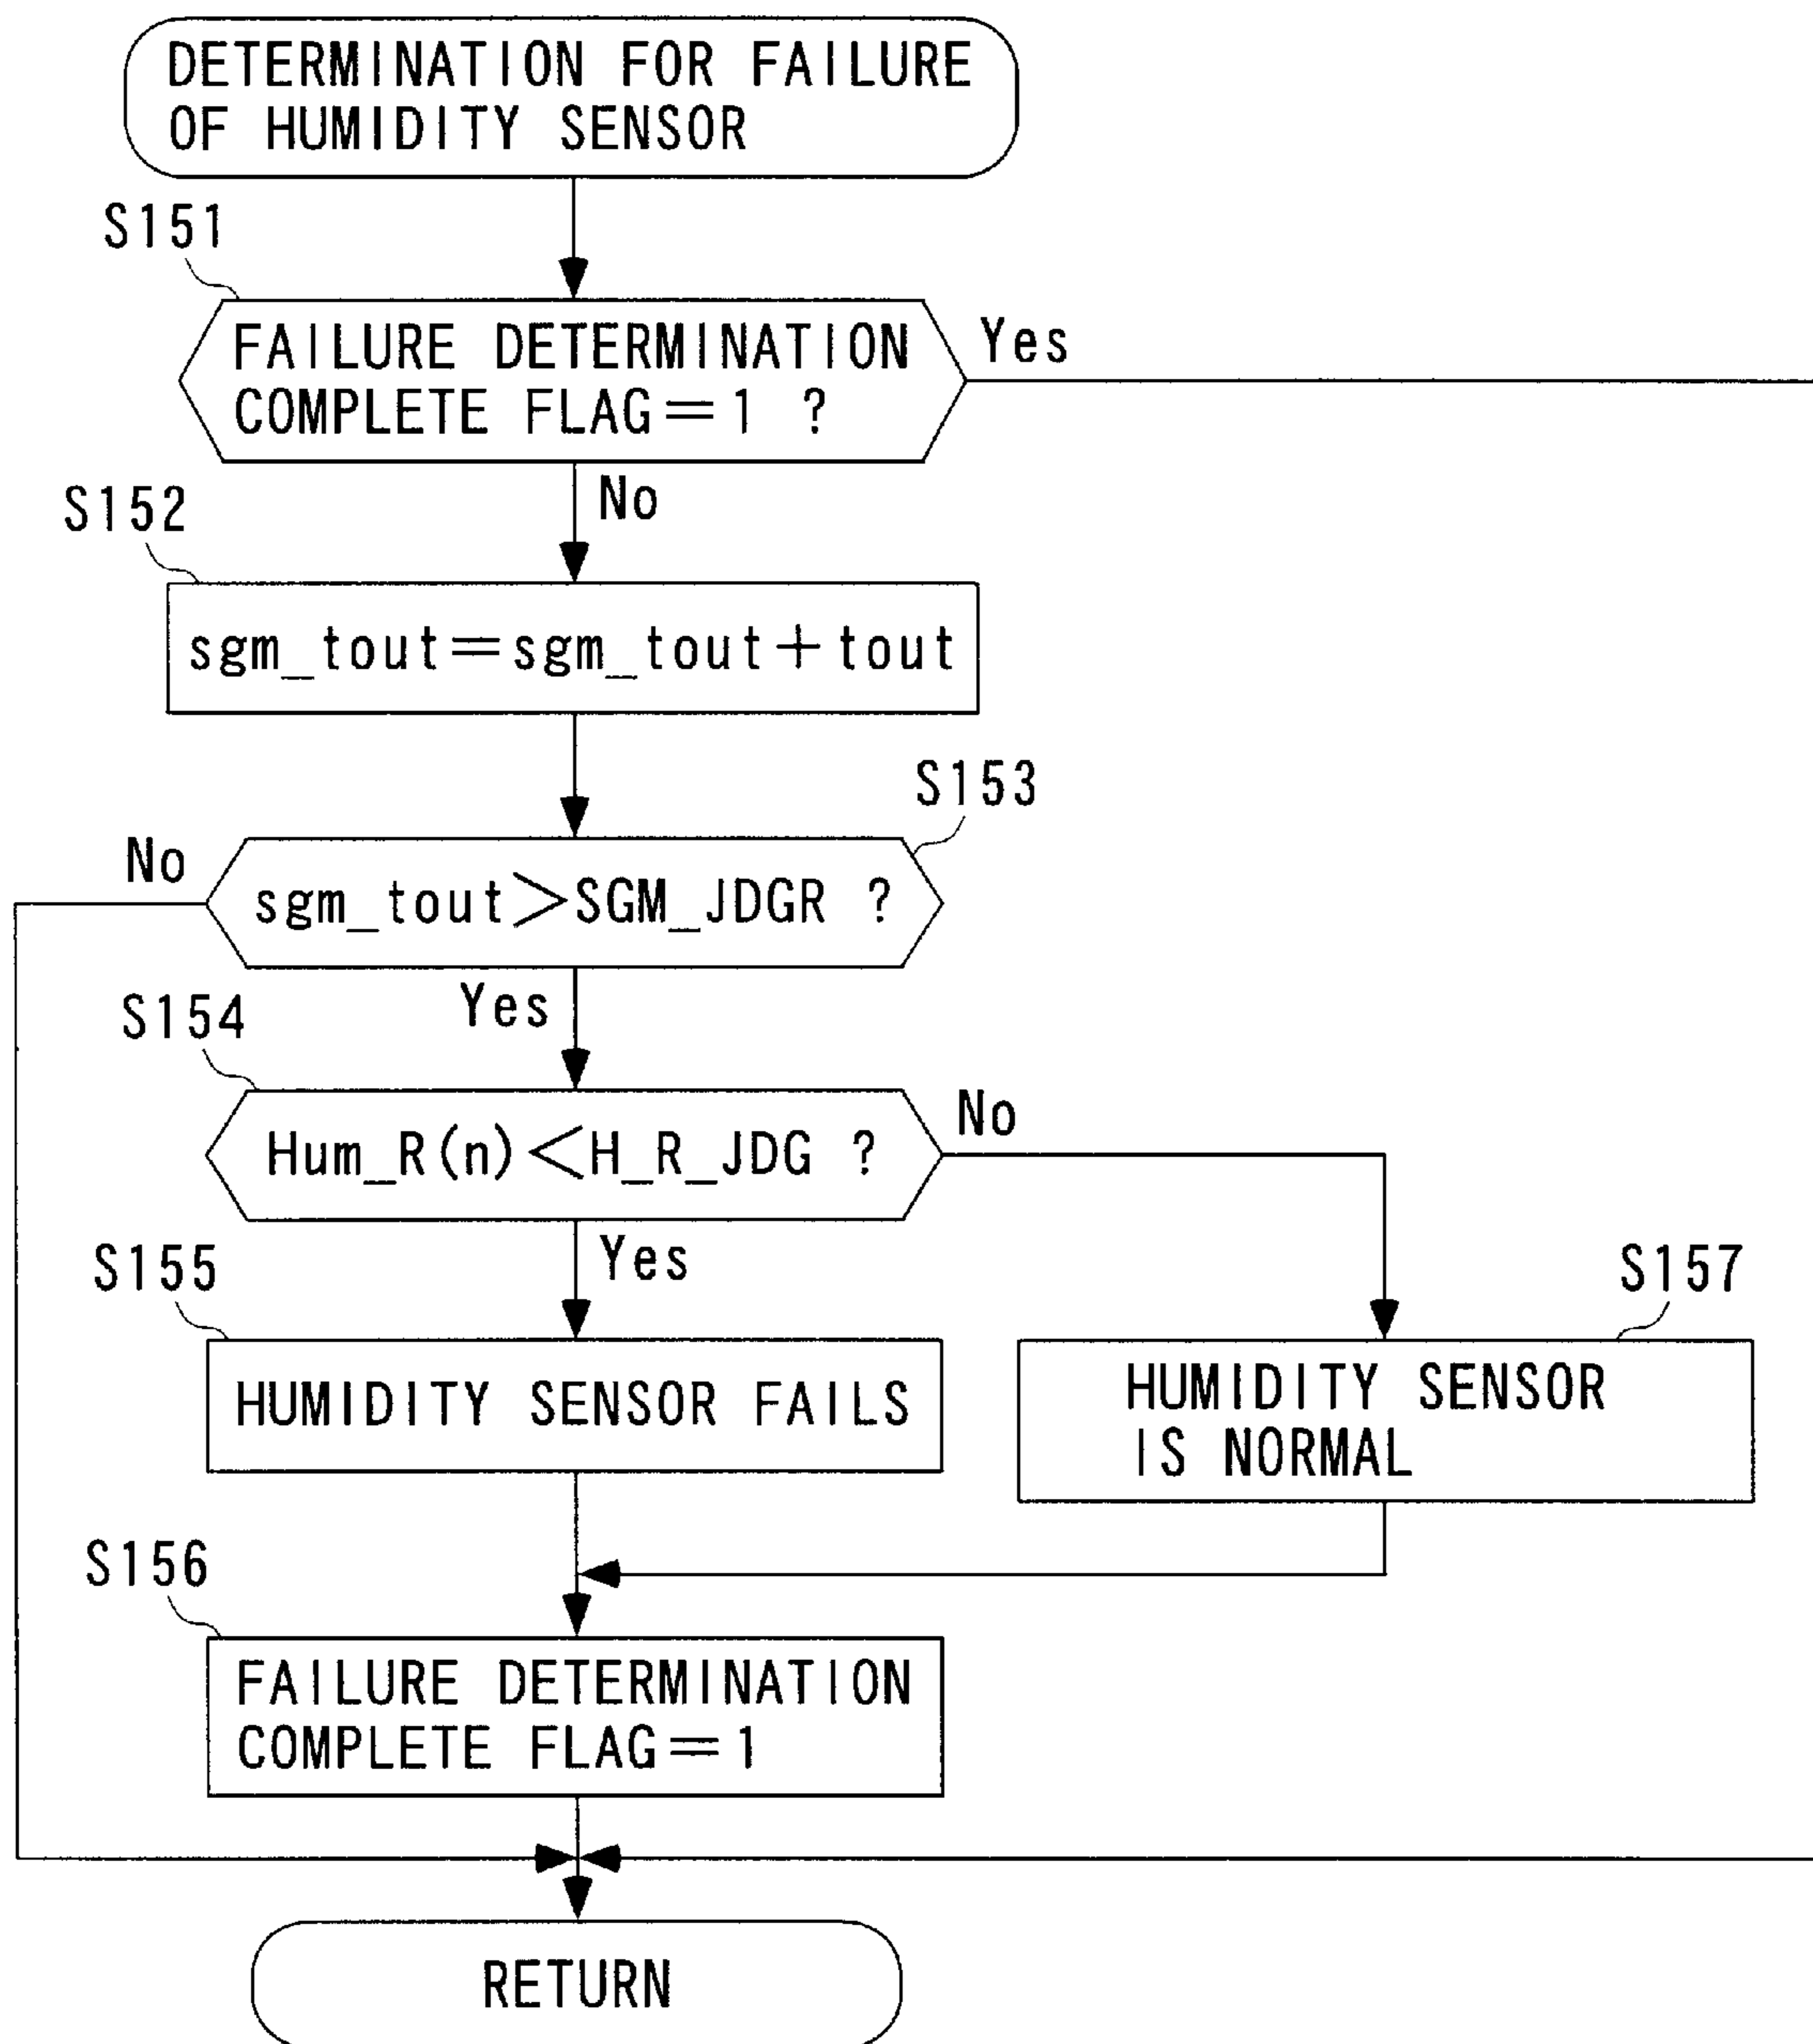 DETERMINATION FOR FAILURE
OF HUMIDITY SENSOR
S151
FAILURE DETERMINATION
COMPLETE FLAG=1 ?
Yes
No
S152
sgm_tout=sgm_tout+tout
S153
sgm_tout>SGM_JDGR ?
No
Yes
S154
Hum_R(n)<H_R_JDG ?
No
Yes
S155
HUMIDITY SENSOR FAILS
S157
HUMIDITY SENSOR
IS NORMAL
S156
FAILURE DETERMINATION
COMPLETE FLAG=1
RETURN